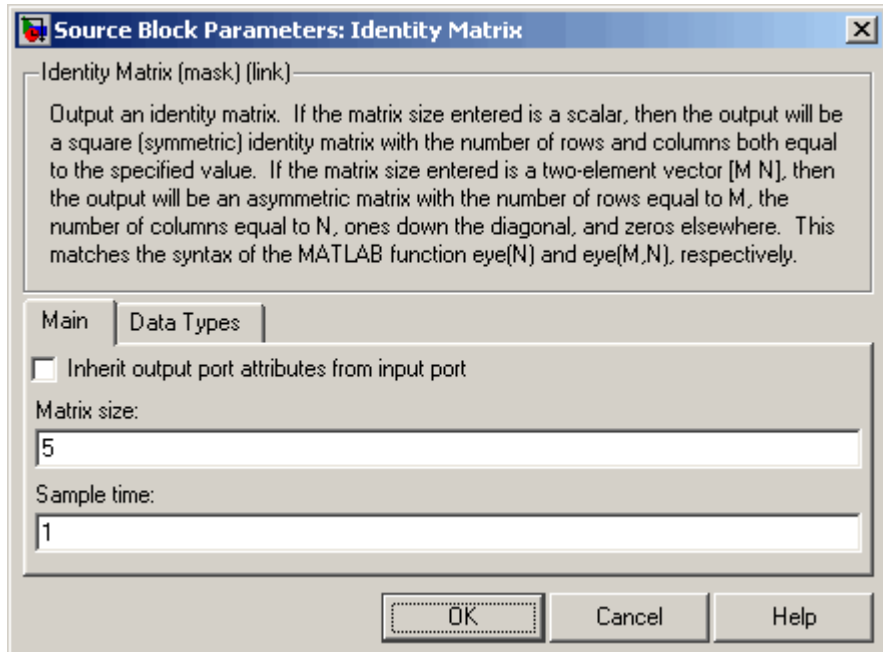 Source Block Parameters: Identity Matrix
Identity Matrix (mask) (link)
Output an identity matrix. If the matrix size entered is a scalar, then the output will be
a square (symmetric) identity matrix with the number of rows and columns both equal
to the specified value. If the matrix size entered is a two-element vector [M N], then
the output will be an asymmetric matrix with the number of rows equal to M, the
number of columns equal to N, ones down the diagonal, and zeros elsewhere. This
matches the syntax of the MATLAB function eye(N) and eye(M,N), respectively.
Main Data Types
Inherit output port attributes from input port
Matrix size:
5
Sample time:
1
OK Cancel Help